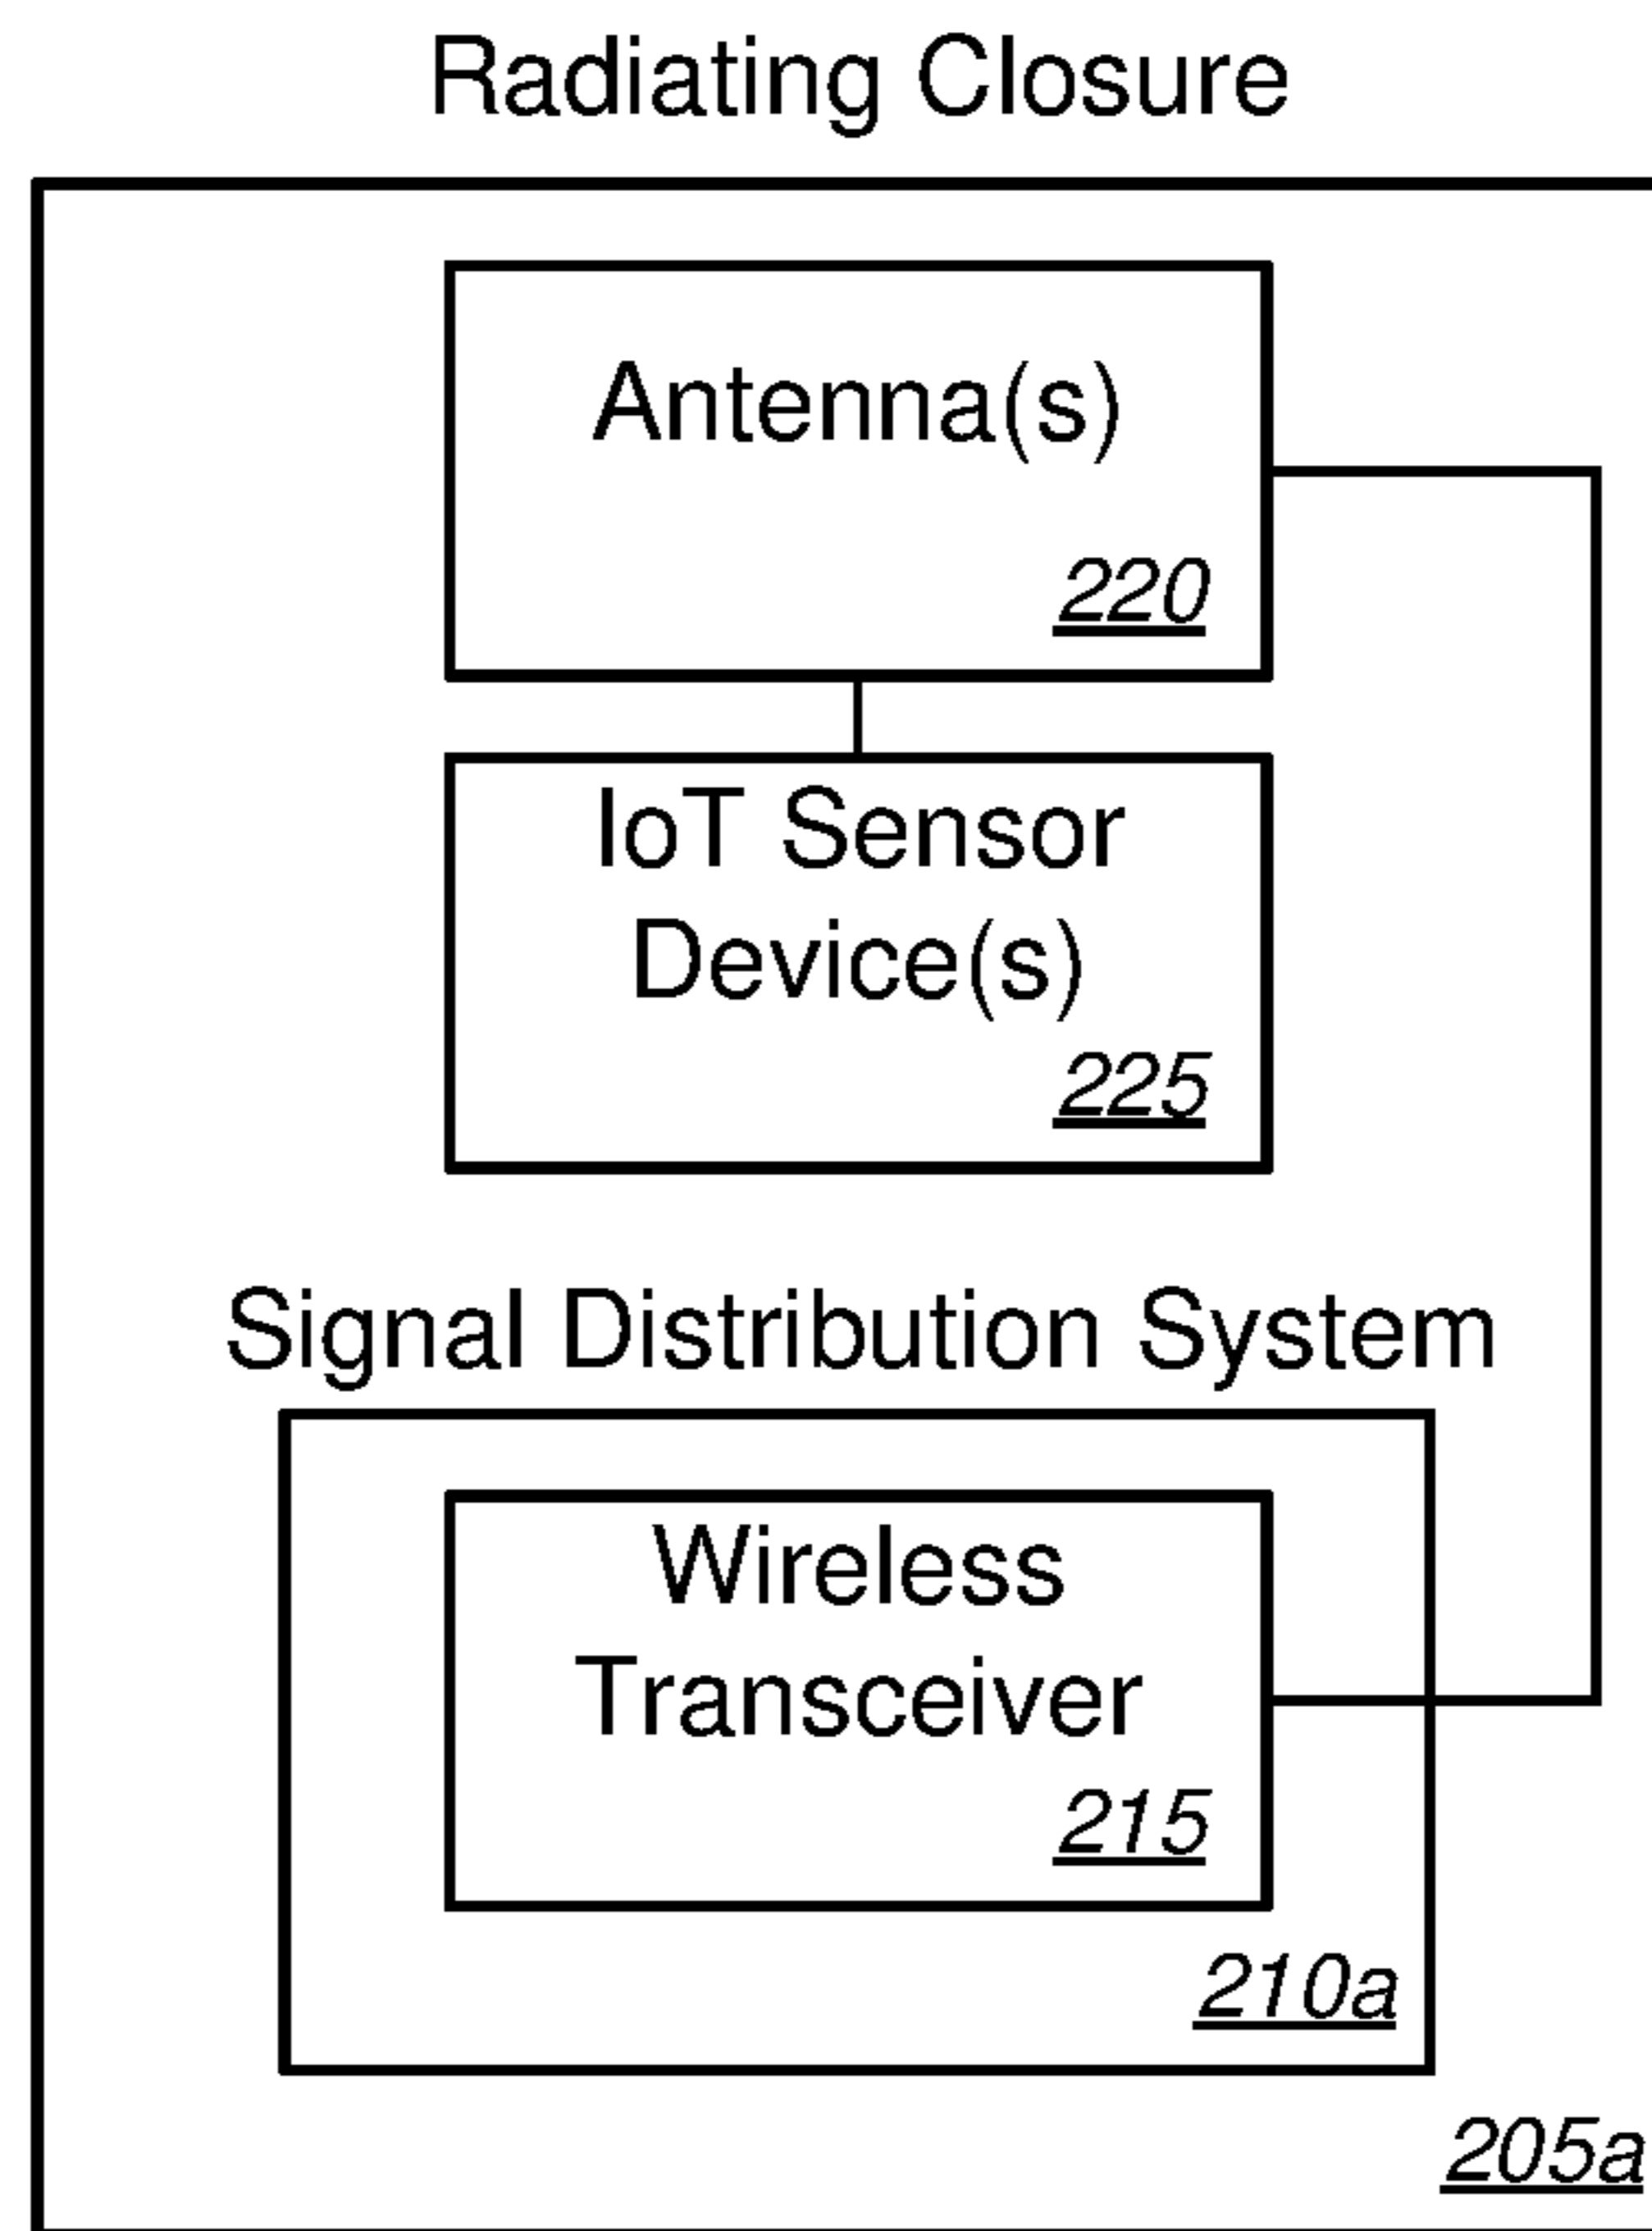 Radiating Closure
Antenna(s)
220
IoT Sensor
Device(s)
225
Signal Distribution System
Wireless
Transceiver
215
210a
205a